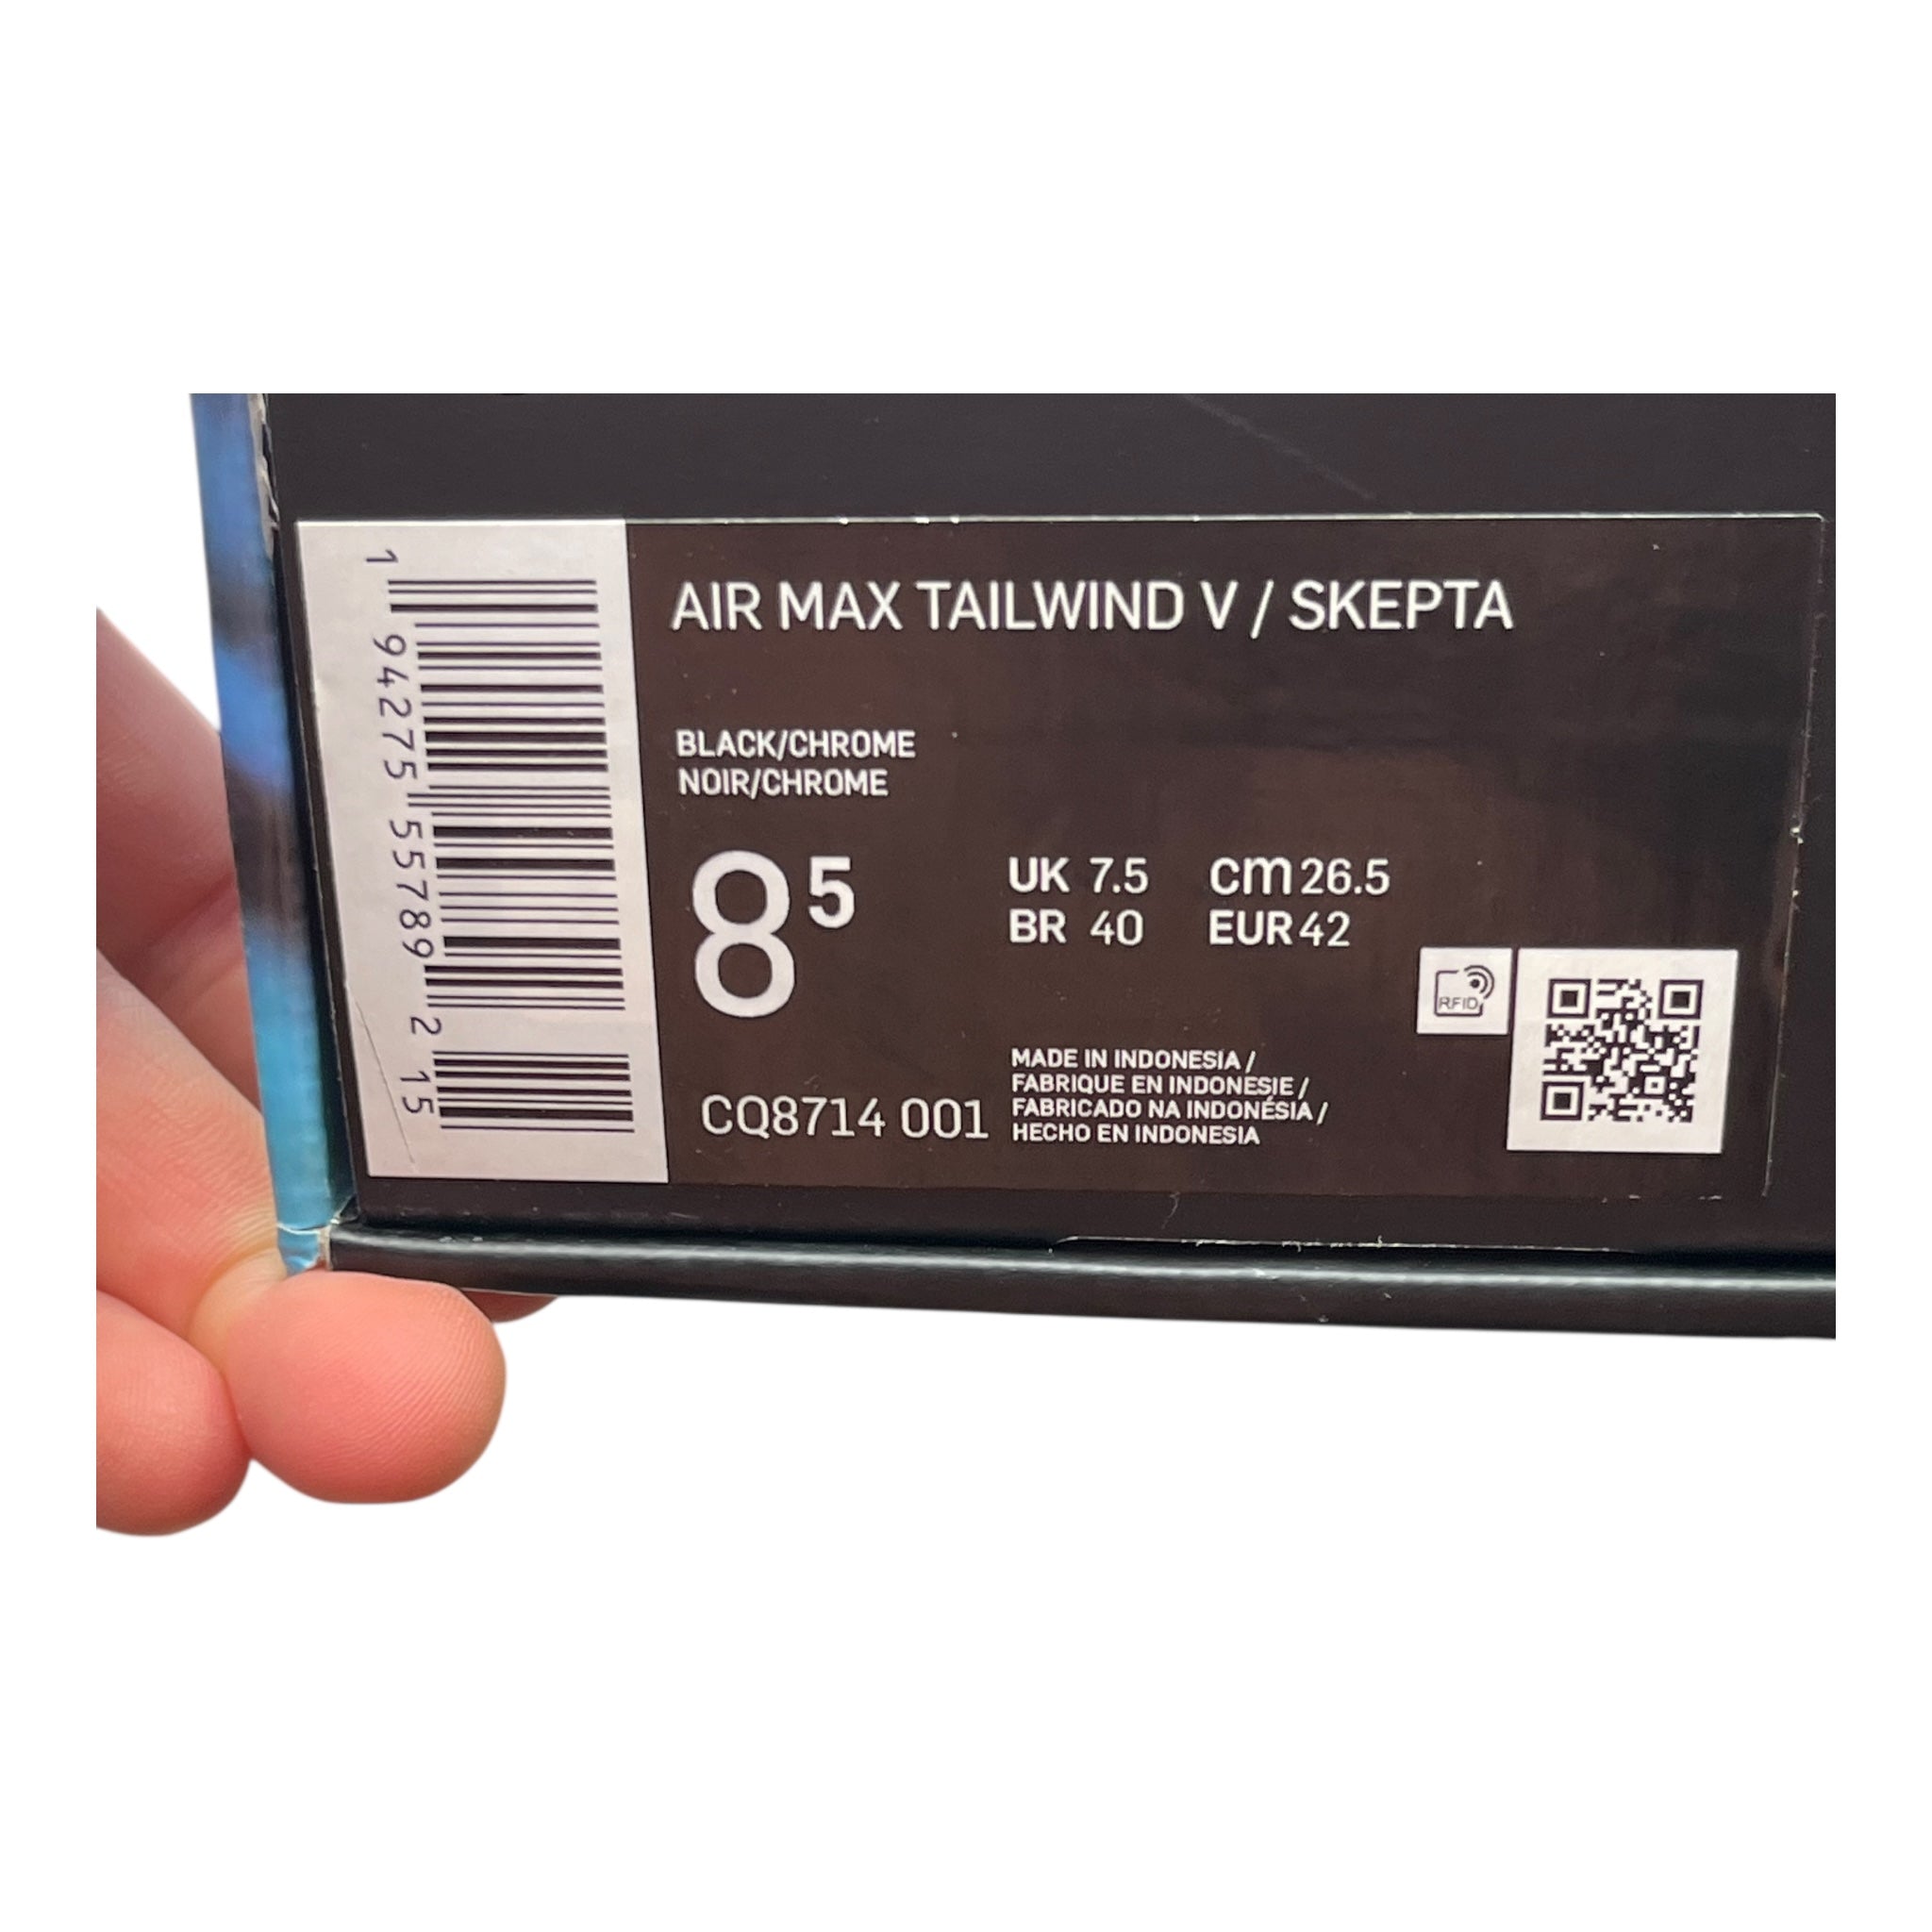 1 94275 55789 2 15
AIR MAX TAILWIND V / SKEPTA
BLACK/CHROME
NOIR/CHROME
8 5
UK 7.5 cm 26.5
BR 40 EUR 42
RFID
CQ8714 001
MADE IN INDONESIA /
FABRIQUE EN INDONESIE /
FABRICADO NA INDONÉSIA /
HECHO EN INDONESIA